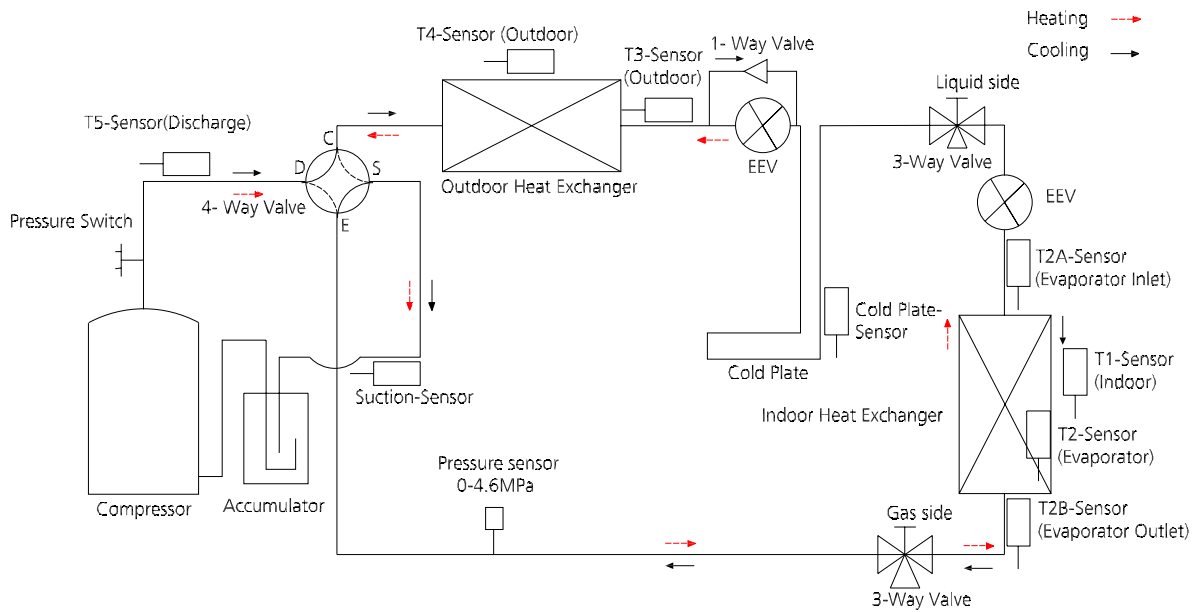 Heating
T4-Sensor (Outdoor)
1- Way Valve
Cooling
T3-Sensor
(Outdoor)
Liquid side
T5-Sensor(Discharge)
C
D
S
E
EEV
3-Way Valve
Outdoor Heat Exchanger
4- Way Valve
EEV
Pressure Switch
T2A-Sensor
(Evaporator Inlet)
Cold Plate-
Sensor
T1-Sensor
(Indoor)
Cold Plate
Suction-Sensor
Indoor Heat Exchanger
T2-Sensor
(Evaporator)
Pressure sensor
0-4.6MPa
Compressor
Accumulator
Gas side
T2B-Sensor
(Evaporator Outlet)
3-Way Valve